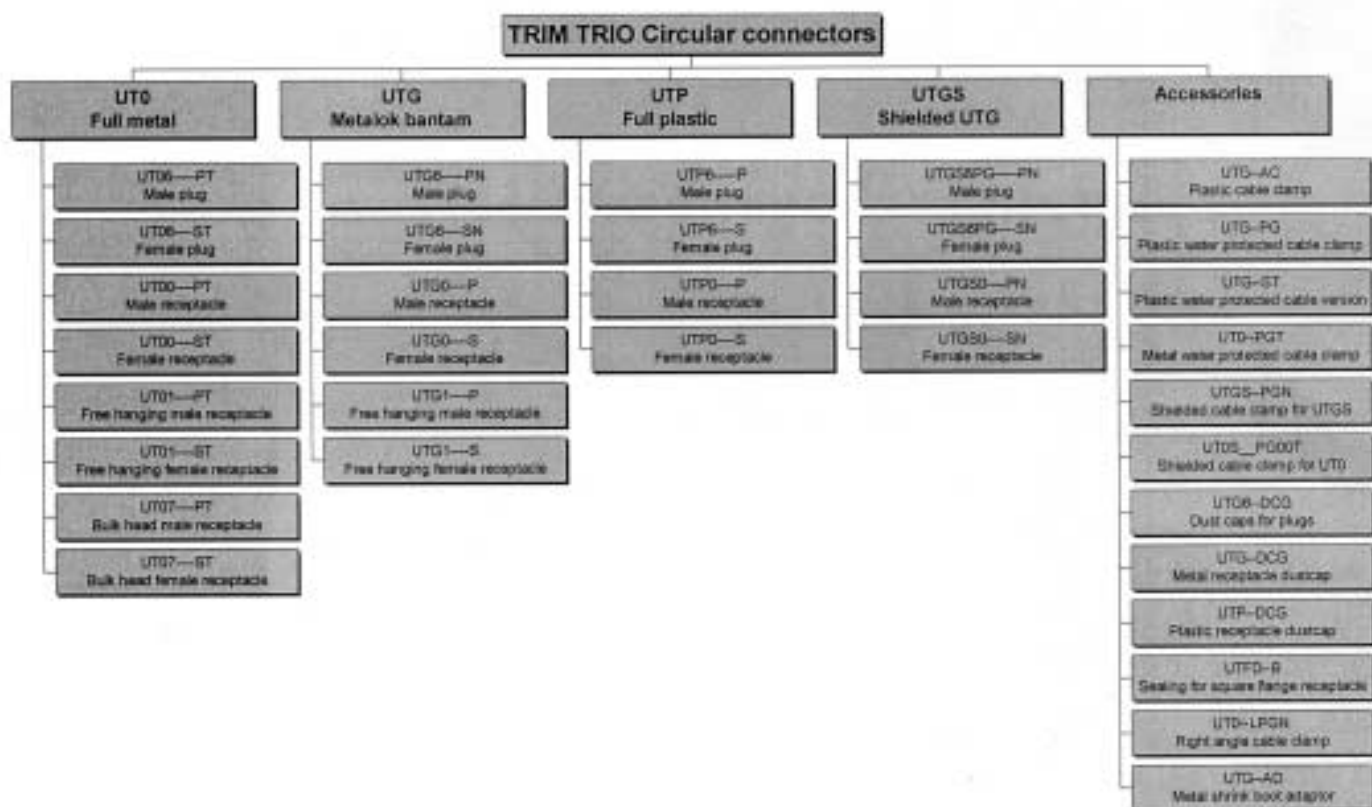 TRIM TRIO Circular connectors
UT0
Full metal
UT06----PT
Male plug
UT06----ST
Female plug
UT00----PT
Male receptacle
UT00----ST
Female receptacle
UT01----PT
Free hanging male receptacle
UT01----ST
Free hanging female receptacle
UT07----PT
Bulk head male receptacle
UT07----ST
Bulk head female receptacle
UTG
Metalok bantam
UTG6----PN
Male plug
UTG6----SN
Female plug
UTG0----P
Male receptacle
UTG0----S
Female receptacle
UTG1----P
Free hanging male receptacle
UTG1----S
Free hanging female receptacle
UTP
Full plastic
UTP6----P
Male plug
UTP6----S
Female plug
UTP0----P
Male receptacle
UTP0----S
Female receptacle
UTGS
Shielded UTG
UTGS6PG----PN
Male plug
UTGS6PG----SN
Female plug
UTGS0----PN
Male receptacle
UTGS0----SN
Female receptacle
Accessories
UTG--AC
Plastic cable clamp
UTG--PG
Plastic water protected cable clamp
UTG--ST
Plastic water protected cable version
UT0--PGT
Metal water protected cable clamp
UTGS--PGN
Shielded cable clamp for UTGS
UT0S__PG00T
Shielded cable clamp for UT0
UTG6--DCG
Dust caps for plugs
UTG--DCG
Metal receptacle dustcap
UTP--DCG
Plastic receptacle dustcap
UTFD--B
Sealing for square flange receptacle
UT0--LPGN
Right angle cable clamp
UTG--AD
Metal shrink boot adaptor